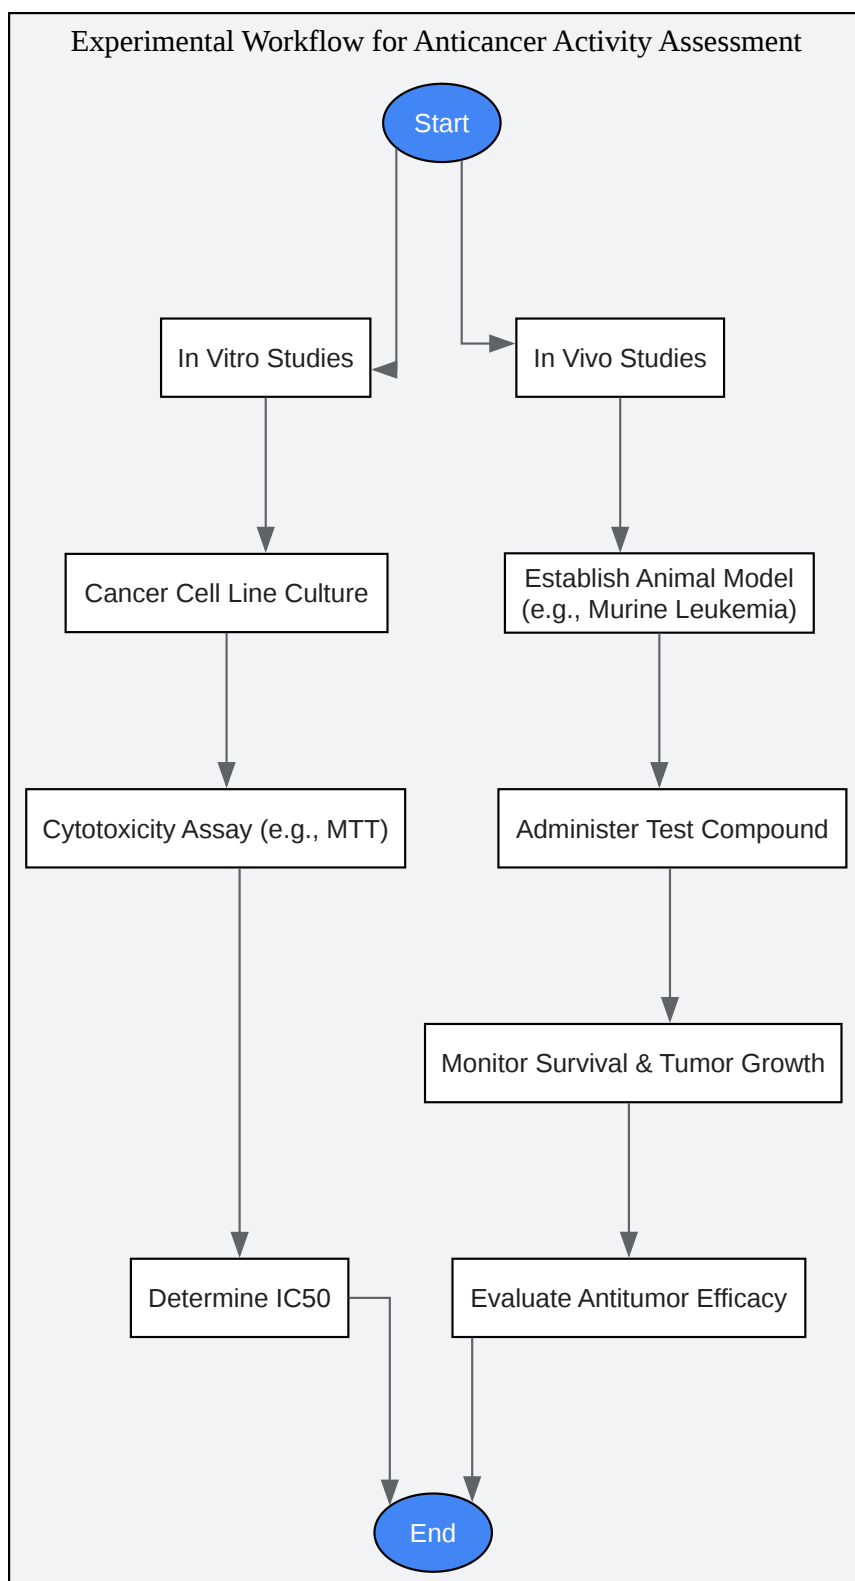 Experimental Workflow for Anticancer Activity Assessment
Start
In Vitro Studies
In Vivo Studies
Cancer Cell Line Culture
Establish Animal Model
(e.g., Murine Leukemia)
Cytotoxicity Assay (e.g., MTT)
Administer Test Compound
Monitor Survival & Tumor Growth
Determine IC50
Evaluate Antitumor Efficacy
End